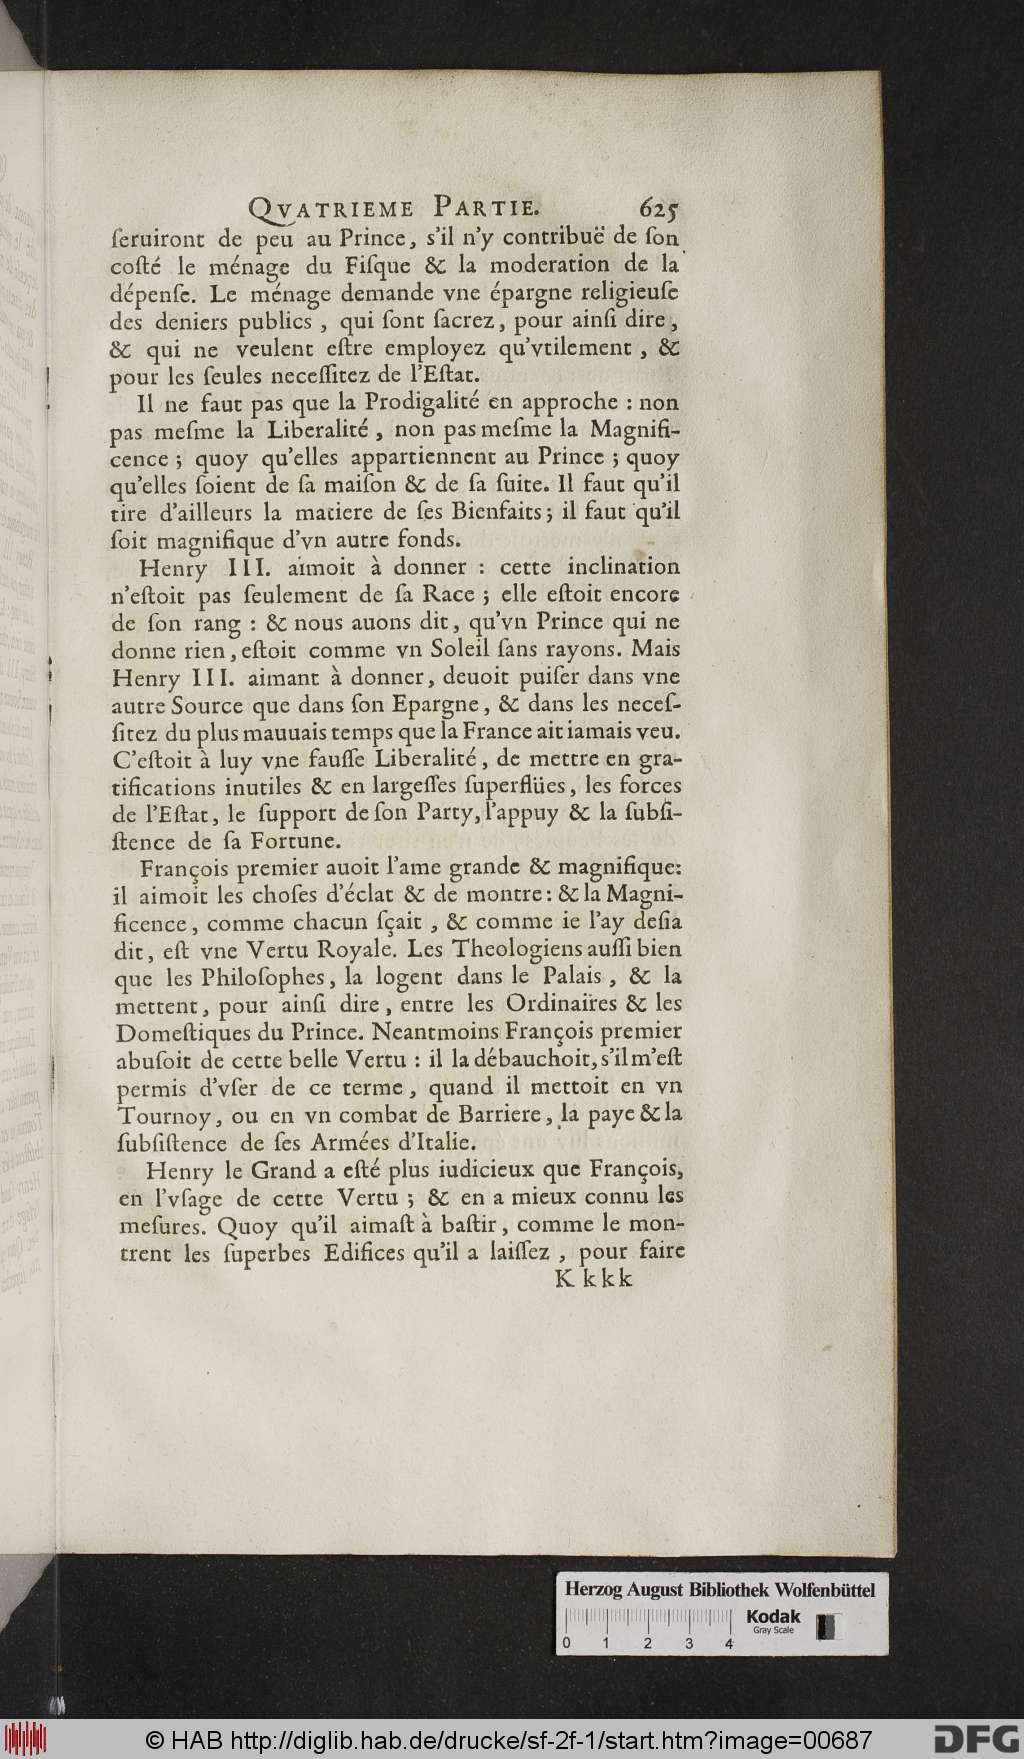 QVATRIEME PARTIE. 625
ſeruiront de peu au Prince, s'il n'y contribuë de ſon
coſté le ménage du Fiſque & la moderation de la
dépenſe. Le ménage demande vne épargne religieuſe
des deniers publics, qui ſont ſacrez, pour ainſi dire,
& qui ne veulent eſtre employez qu'vtilement, &
pour les ſeules neceſſitez de l'Eſtat.
Il ne faut pas que la Prodigalité en approche : non
pas meſme la Liberalité, non pas meſme la Magnifi-
cence ; quoy qu'elles appartiennent au Prince ; quoy
qu'elles ſoient de ſa maiſon & de ſa ſuite. Il faut qu'il
tire d'ailleurs la matiere de ſes Bienfaits ; il faut qu'il
ſoit magnifique d'vn autre fonds.
Henry III. aimoit à donner : cette inclination
n'eſtoit pas ſeulement de ſa Race ; elle eſtoit encore
de ſon rang : & nous auons dit, qu'vn Prince qui ne
donne rien, eſtoit comme vn Soleil ſans rayons. Mais
Henry III. aimant à donner, deuoit puiſer dans vne
autre Source que dans ſon Epargne, & dans les neceſ-
ſitez du plus mauuais temps que la France ait iamais veu.
C'eſtoit à luy vne fauſſe Liberalité, de mettre en gra-
tifications inutiles & en largeſſes ſuperflües, les forces
de l'Eſtat, le ſupport de ſon Party, l'appuy & la ſubſi-
ſtence de ſa Fortune.
François premier auoit l'ame grande & magnifique:
il aimoit les choſes d'éclat & de montre : & la Magni-
ficence, comme chacun ſçait, & comme ie l'ay deſia
dit, eſt vne Vertu Royale. Les Theologiens auſſi bien
que les Philoſophes, la logent dans le Palais, & la
mettent, pour ainſi dire, entre les Ordinaires & les
Domeſtiques du Prince. Neantmoins François premier
abuſoit de cette belle Vertu : il la débauchoit, s'il m'eſt
permis d'vſer de ce terme, quand il mettoit en vn
Tournoy, ou en vn combat de Barriere, la paye & la
ſubſiſtence de ſes Armées d'Italie.
Henry le Grand a eſté plus iudicieux que François,
en l'vſage de cette Vertu ; & en a mieux connu les
meſures. Quoy qu'il aimaſt à baſtir, comme le mon-
trent les ſuperbes Edifices qu'il a laiſſez, pour faire
K k k k
Herzog August Bibliothek Wolfenbüttel
Kodak
Gray Scale
0 1 2 3 4
© HAB http://diglib.hab.de/drucke/sf-2f-1/start.htm?image=00687
DFG